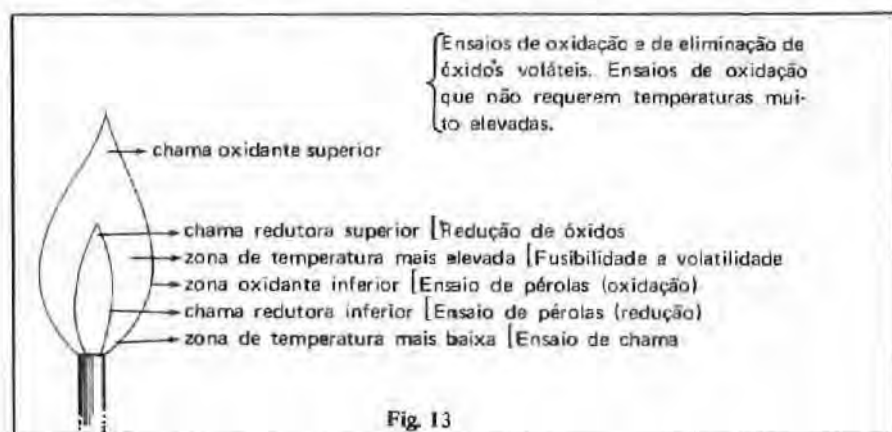 Ensaios de oxidação e de eliminação de
óxidos voláteis. Ensaios de oxidação
que não requerem temperaturas mui-
to elevadas.
chama oxidante superior
chama redutora superior [Redução de óxidos
zona de temperatura mais elevada [Fusibilidade e volatilidade
zona oxidante inferior [Ensaio de pérolas (oxidação)
chama redutora inferior [Ensaio de pérolas (redução)
zona de temperatura mais baixa [Ensaio de chama
Fig. 13